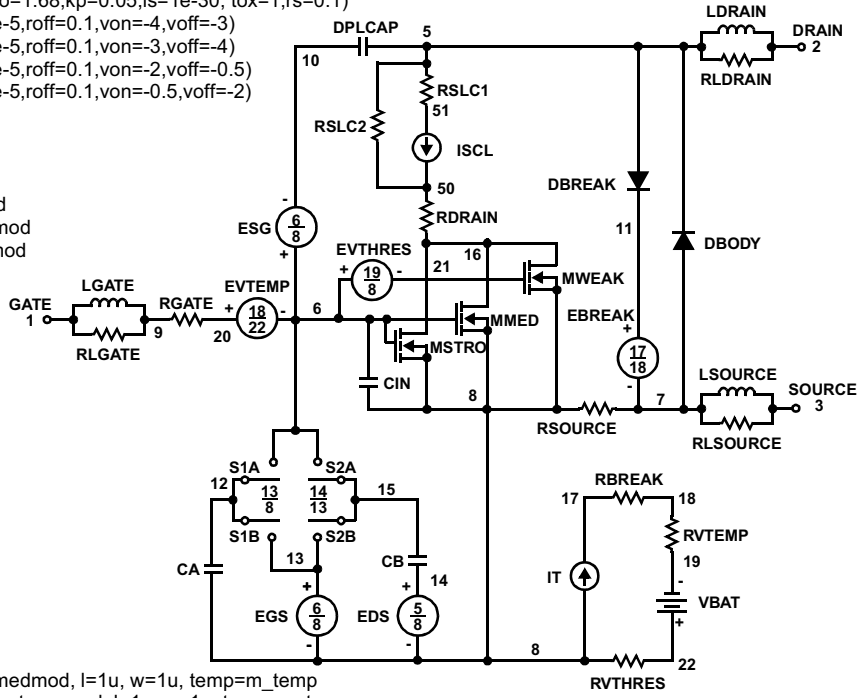 o=1.68,kp=0.05,is=1e-30, tox=1,rs=0.1)
e-5,roff=0.1,von=-4,voff=-3)
e-5,roff=0.1,von=-3,voff=-4)
e-5,roff=0.1,von=-2,voff=-0.5)
e-5,roff=0.1,von=-0.5,voff=-2)
d
mod
mod
DPLCAP
5
10
LDRAIN
DRAIN
2
RLDRAIN
RSLC1
51
RSLC2
ISCL
50
RDRAIN
DBREAK
11
DBODY
-
ESG
6
8
+
EVTHRES
+
19
8
-
21
16
MWEAK
LGATE
GATE
1
RLGATE
9
RGATE
20
EVTEMP
+
18
22
-
6
MMED
MSTRO
CIN
8
EBREAK
+
17
18
-
7
LSOURCE
SOURCE
3
RSOURCE
RLSOURCE
S1A
S2A
12
13
8
14
13
15
S1B
S2B
13
CA
CB
14
+
EGS
6
8
-
+
EDS
5
8
-
8
RBREAK
17
18
RVTEMP
19
IT
-
VBAT
+
22
RVTHRES
medmod, l=1u, w=1u, temp=m_temp